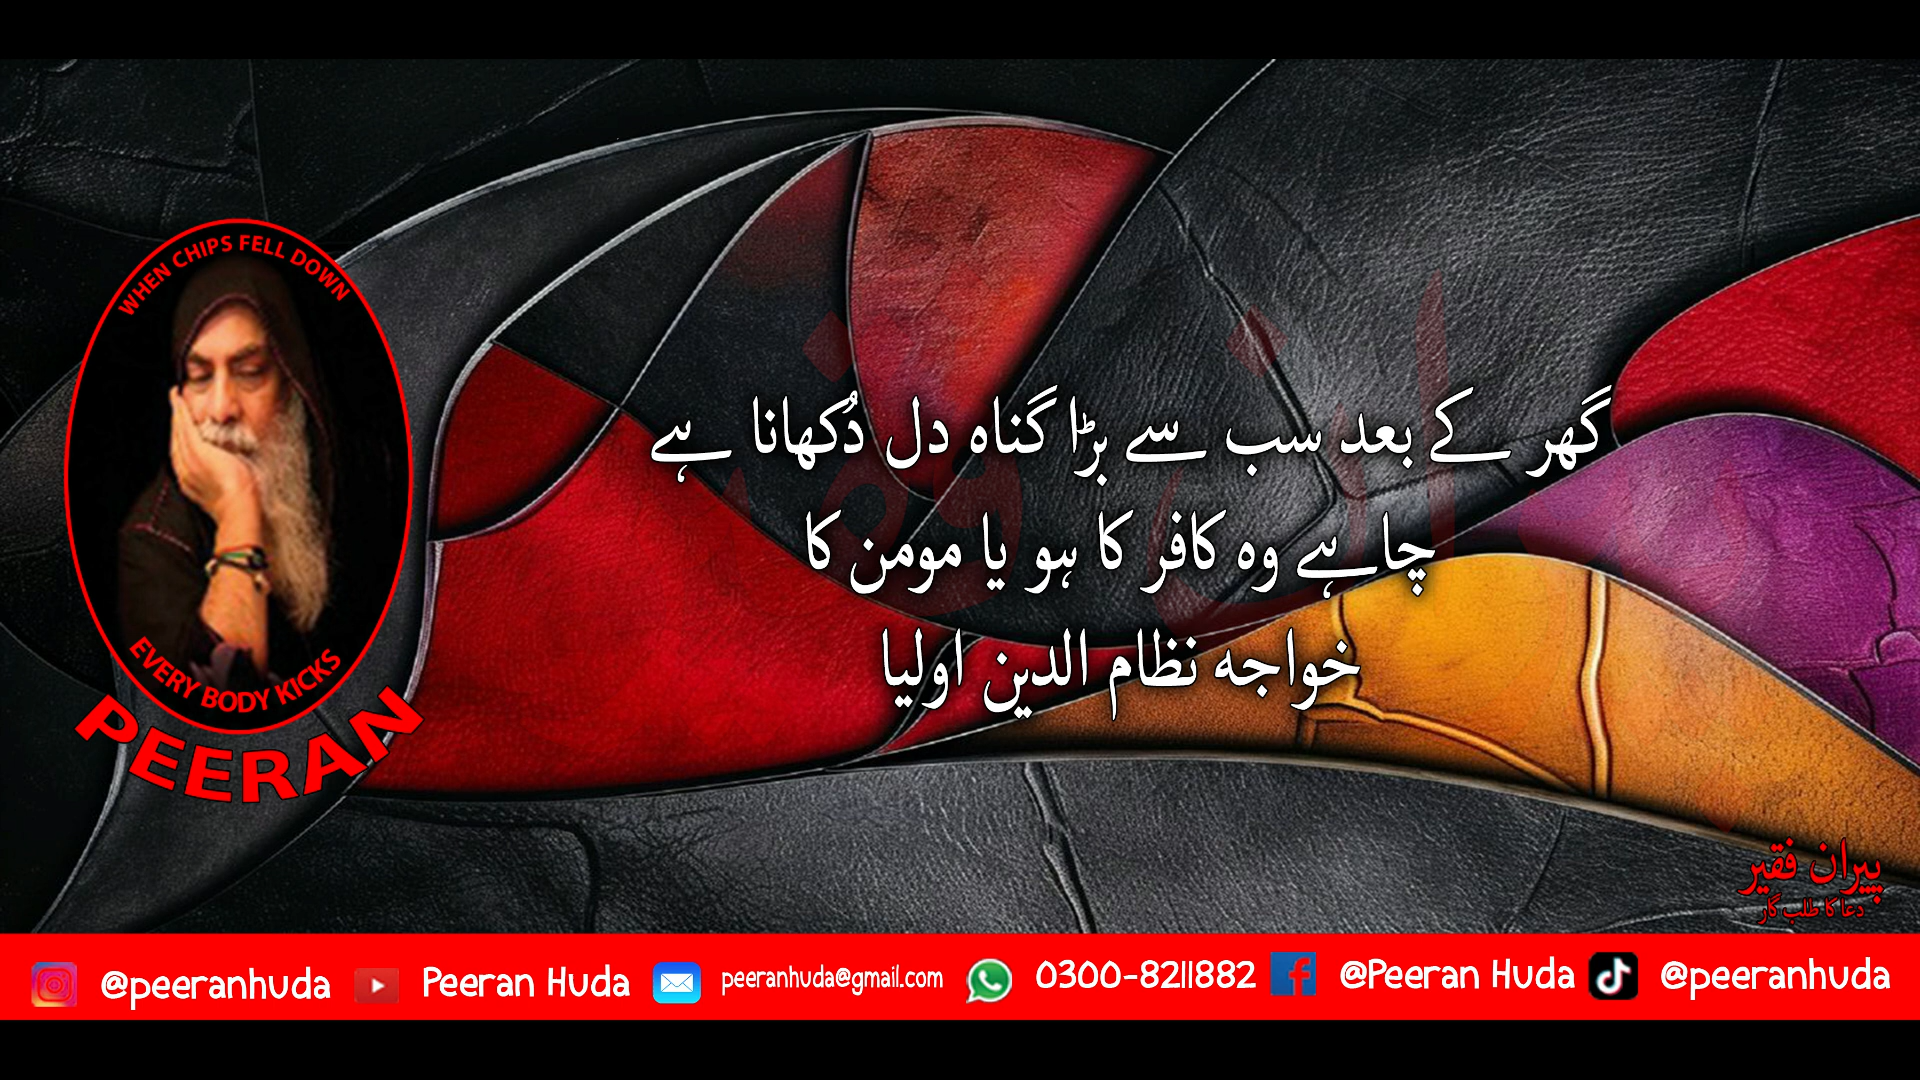 WHEN CHIPS FELL DOWN
EVERY BODY KICKS
PEERAN
گھر کے بعد سب سے بڑا گناہ دل دُکھانا ہے
چاہے وہ کافر کا ہو یا مومن کا
خواجہ نظام الدین اولیا
پیران فقیر
دعا کا طلب گار
@peeranhuda
Peeran Huda
peeranhuda@gmail.com
0300-8211882
@Peeran Huda
@peeranhuda